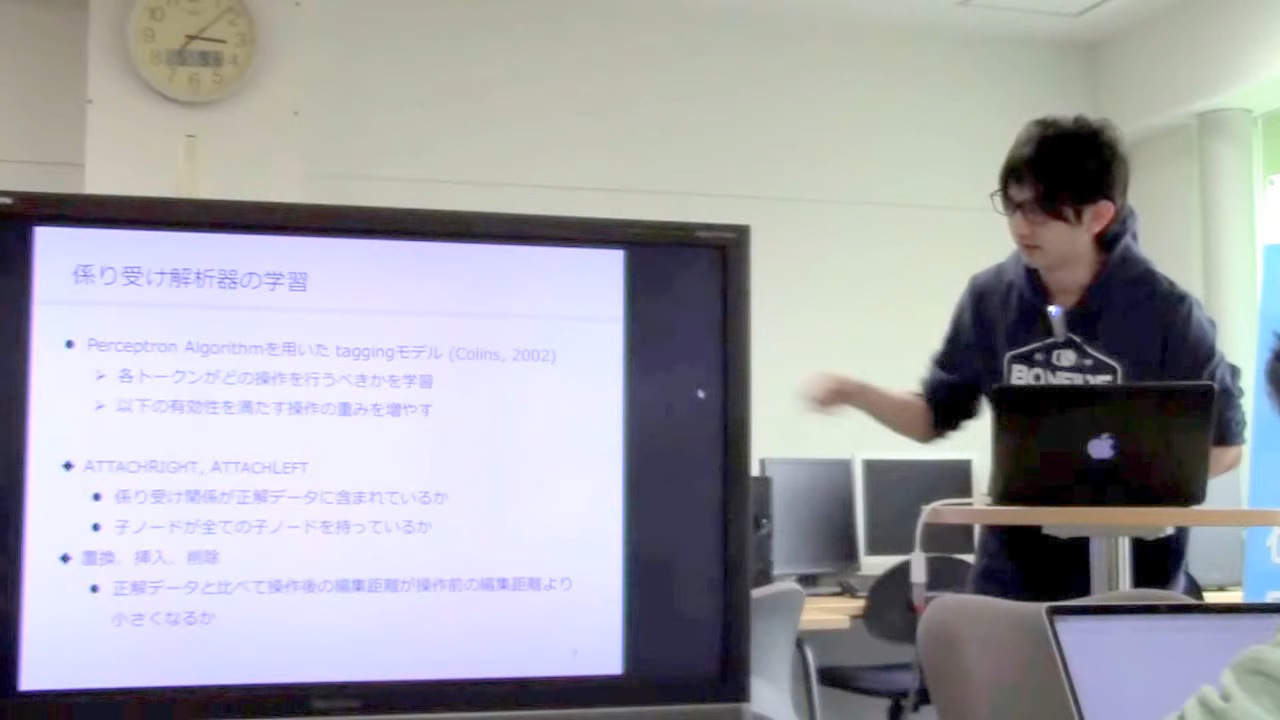 係り受け解析器の学習
● Perceptron Algorithmを用いた taggingモデル (Colins, 2002)
➢ 各トークンがどの操作を行うべきかを学習
➢ 以下の有効性を満たす操作の重みを増やす
◆ ATTACHRIGHT, ATTACHLEFT
● 係り受け関係が正解データに含まれているか
● 子ノードが全ての子ノードを持っているか
◆ 置換、挿入、削除
● 正解データと比べて操作後の編集距離が操作前の編集距離より
小さくなるか